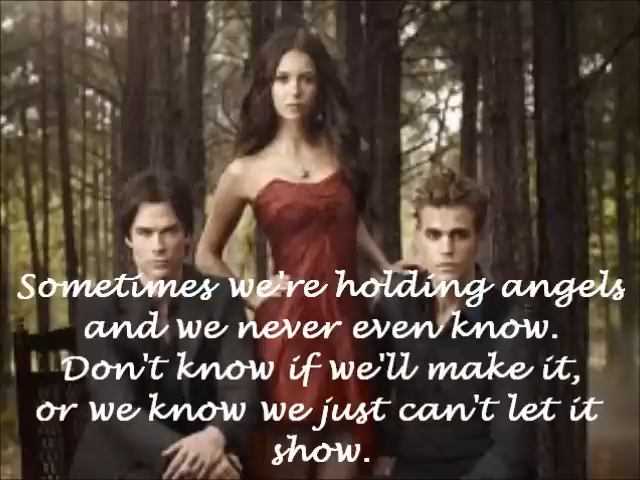 Sometimes we're holding angels
and we never even know.
Don't know if we'll make it,
or we know we just can't let it
show.